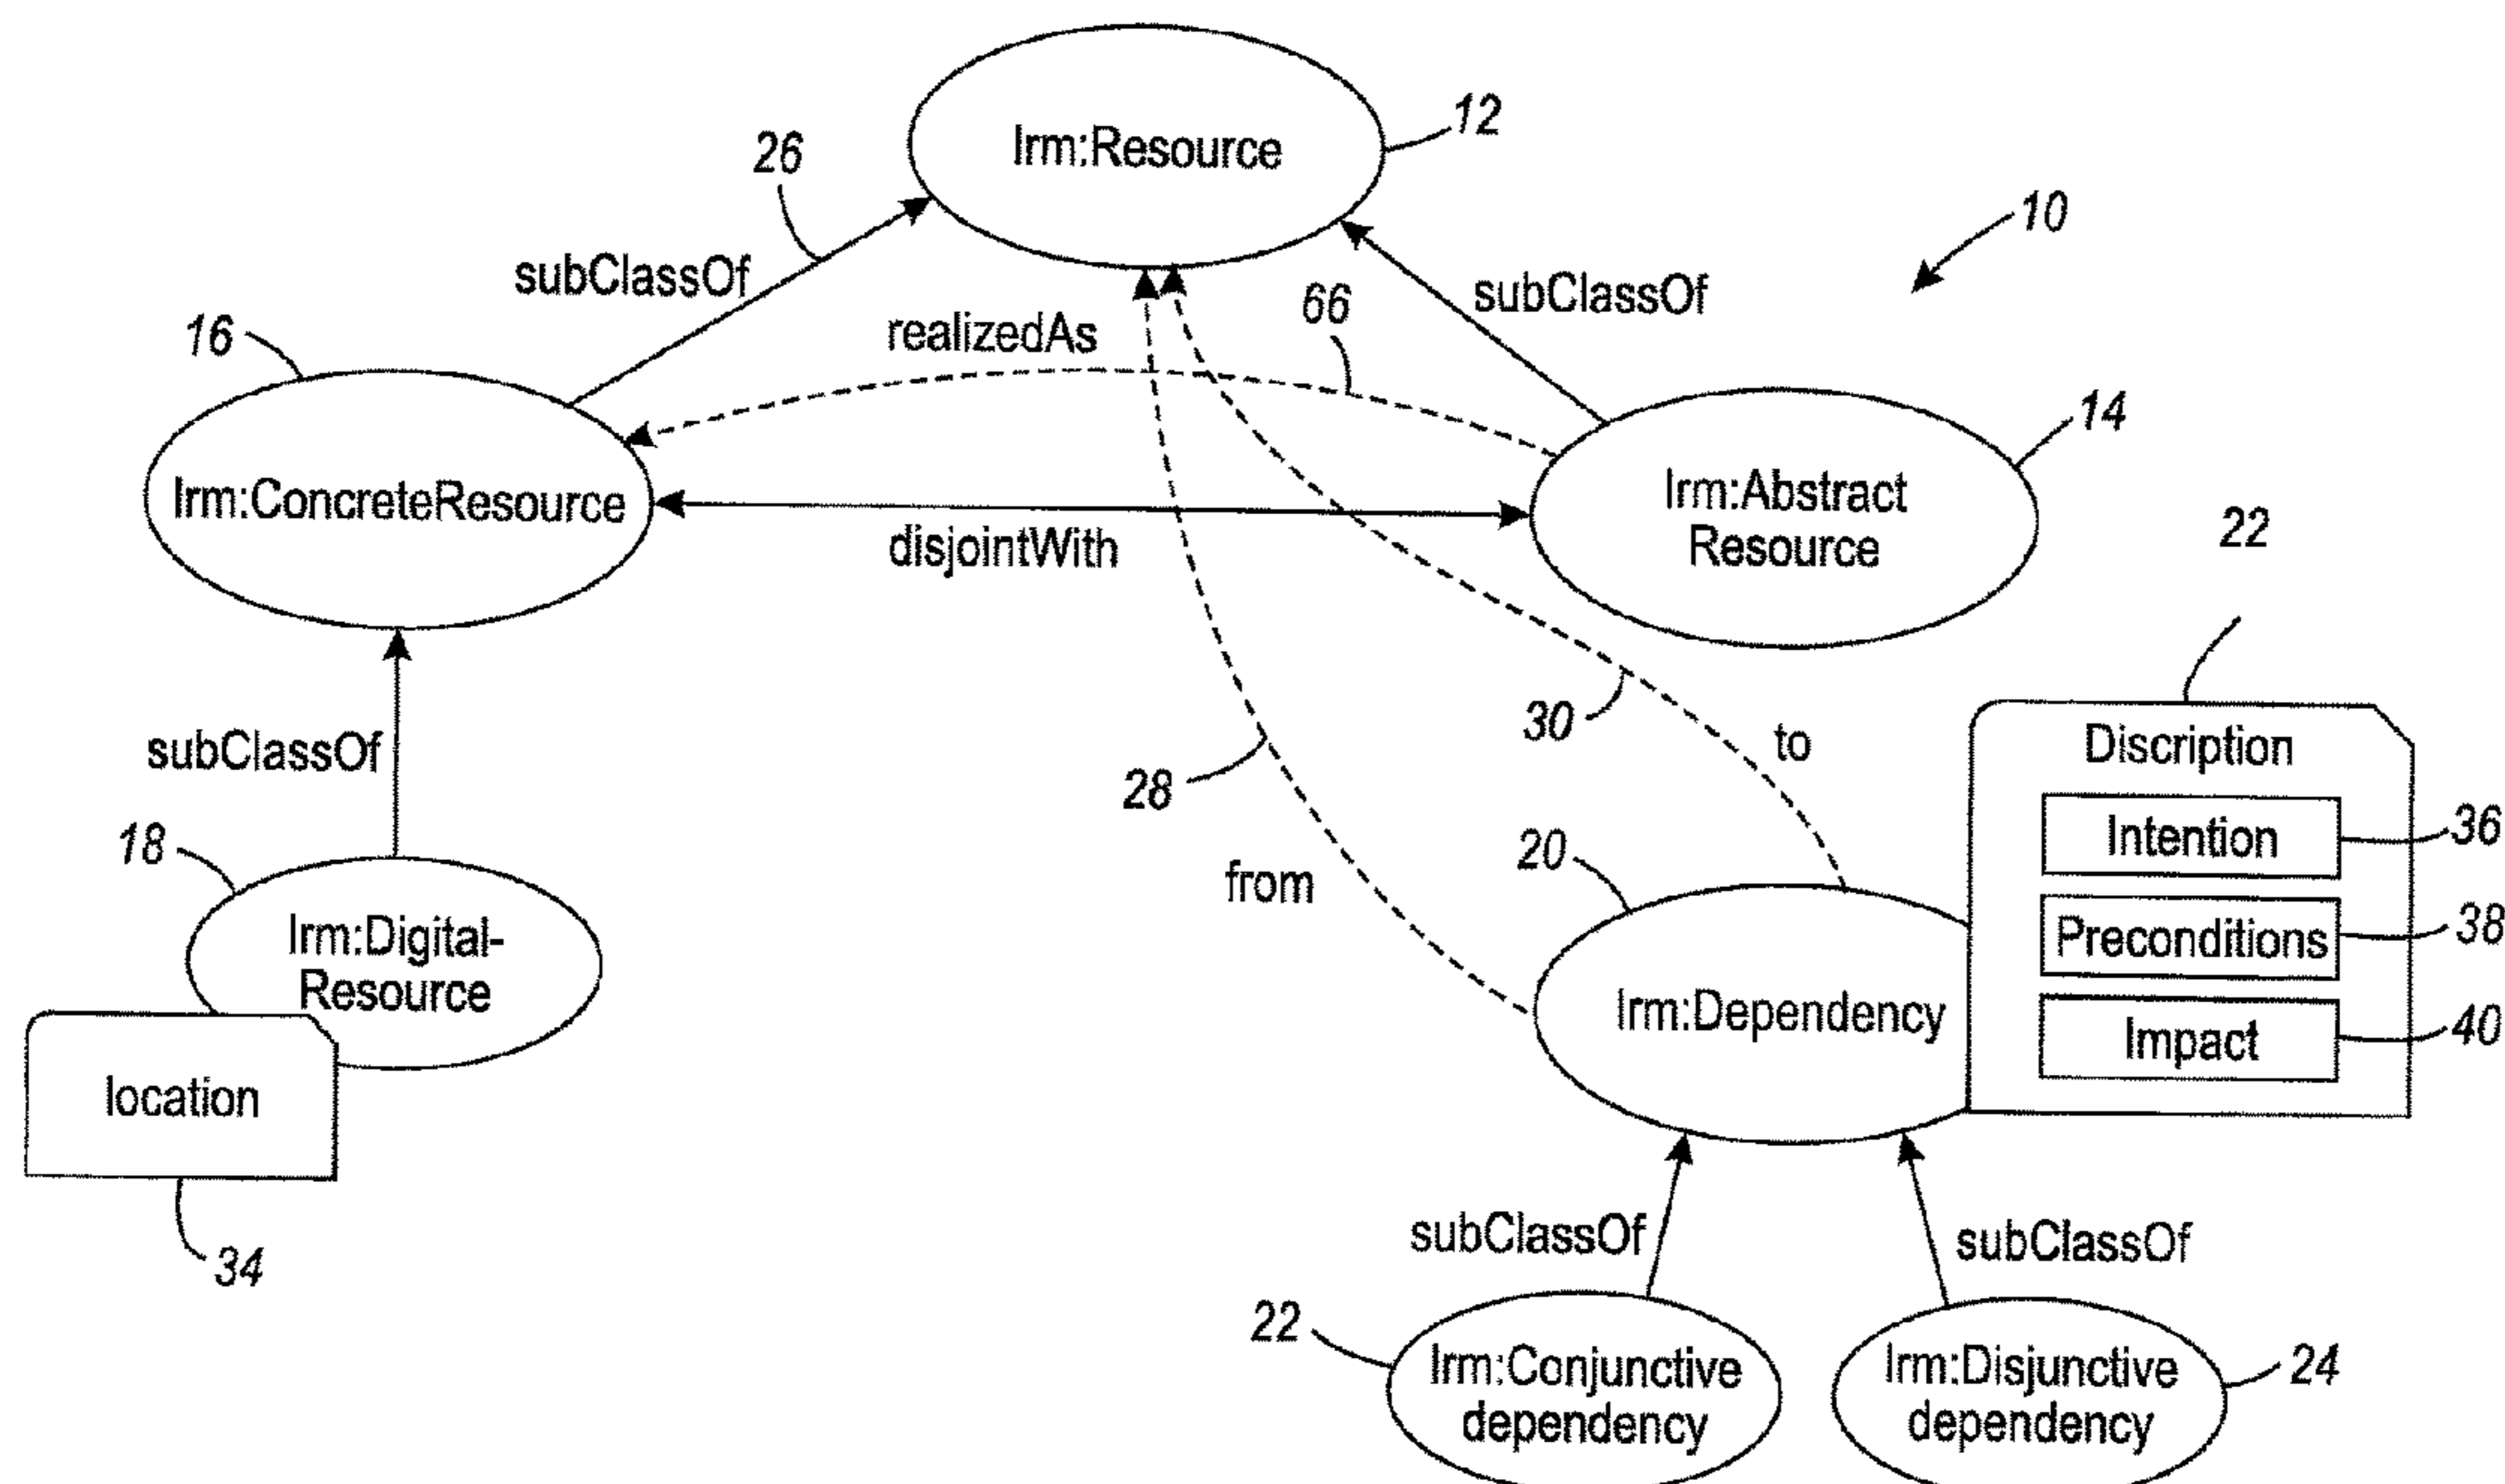 lrm:Resource
12
26
10
subClassOf
subClassOf
66
16
realizedAs
14
lrm:ConcreteResource
lrm:Abstract
Resource
22
disjointWith
30
to
subClassOf
28
Discription
Intention
36
18
20
from
Preconditions
38
lrm:Digital-
Resource
lrm:Dependency
Impact
40
location
34
subClassOf
subClassOf
22
lrm:Conjunctive
dependency
lrm:Disjunctive
dependency
24